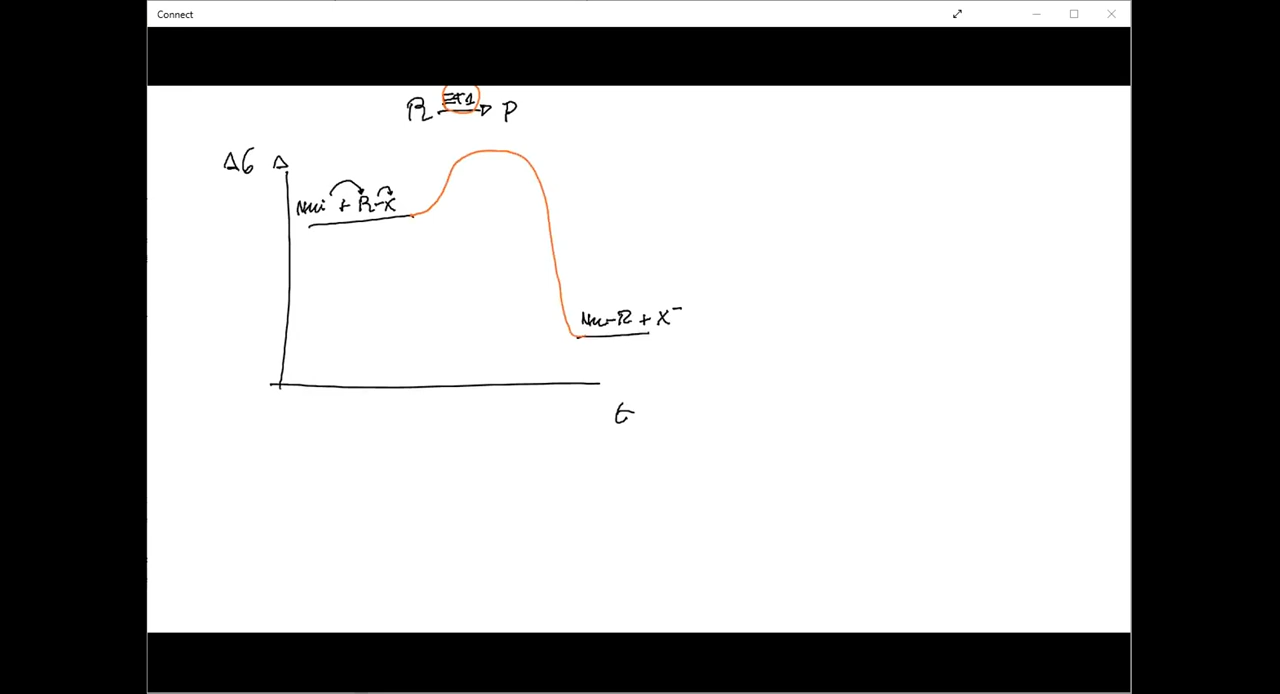 Connect
R → P
ΔG
Nu: + R-X
Nu-R + X⁻
t